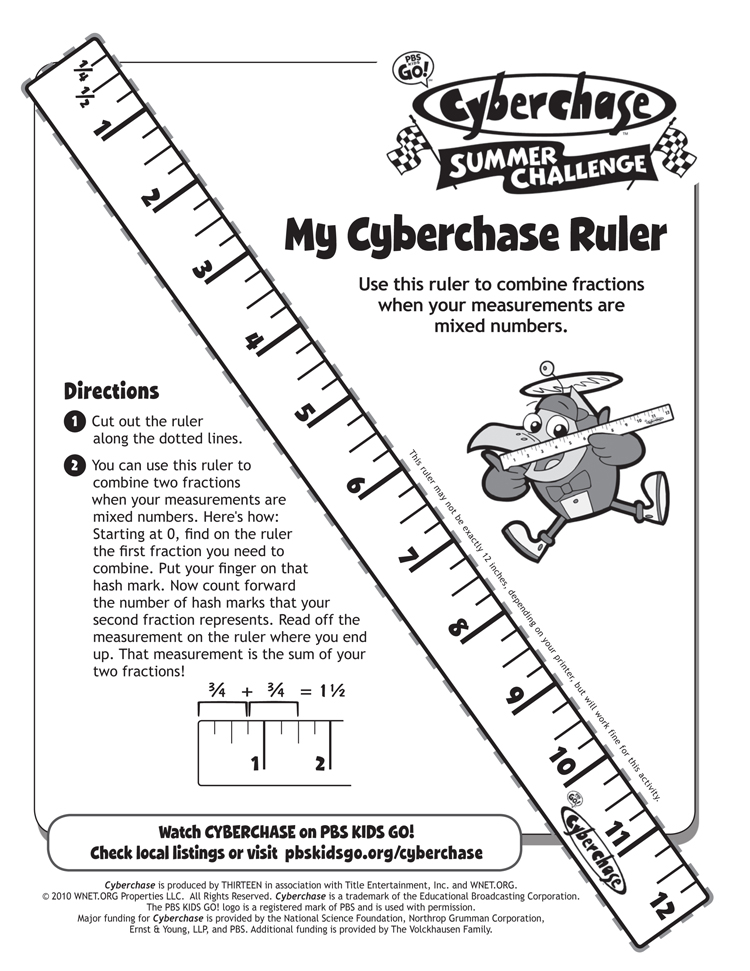 PBS
KIDS
GO!
Cyberchase
SUMMER
CHALLENGE
My Cyberchase Ruler
Use this ruler to combine fractions
when your measurements are
mixed numbers.
1/4
1/2
1
2
3
4
5
6
7
8
9
10
11
12
PBS
KIDS
GO!
Cyberchase
This ruler may not be exactly 12 inches, depending on your printer, but will work fine for this activity.
Directions
1 Cut out the ruler
along the dotted lines.
2 You can use this ruler to
combine two fractions
when your measurements are
mixed numbers. Here's how:
Starting at 0, find on the ruler
the first fraction you need to
combine. Put your finger on that
hash mark. Now count forward
the number of hash marks that your
second fraction represents. Read off the
measurement on the ruler where you end
up. That measurement is the sum of your
two fractions!
¾ + ¾ = 1½
1 2
Watch CYBERCHASE on PBS KIDS GO!
Check local listings or visit pbskidsgo.org/cyberchase
Cyberchase is produced by THIRTEEN in association with Title Entertainment, Inc. and WNET.ORG.
© 2010 WNET.ORG Properties LLC. All Rights Reserved. Cyberchase is a trademark of the Educational Broadcasting Corporation.
The PBS KIDS GO! logo is a registered mark of PBS and is used with permission.
Major funding for Cyberchase is provided by the National Science Foundation, Northrop Grumman Corporation,
Ernst & Young, LLP, and PBS. Additional funding is provided by The Volckhausen Family.